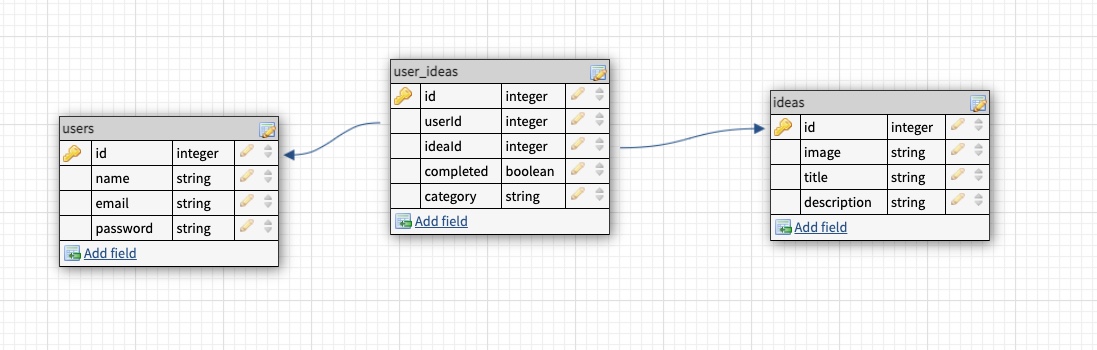 users
id integer
name string
email string
password string
Add field
user_ideas
id integer
userId integer
ideaId integer
completed boolean
category string
Add field
ideas
id integer
image string
title string
description string
Add field